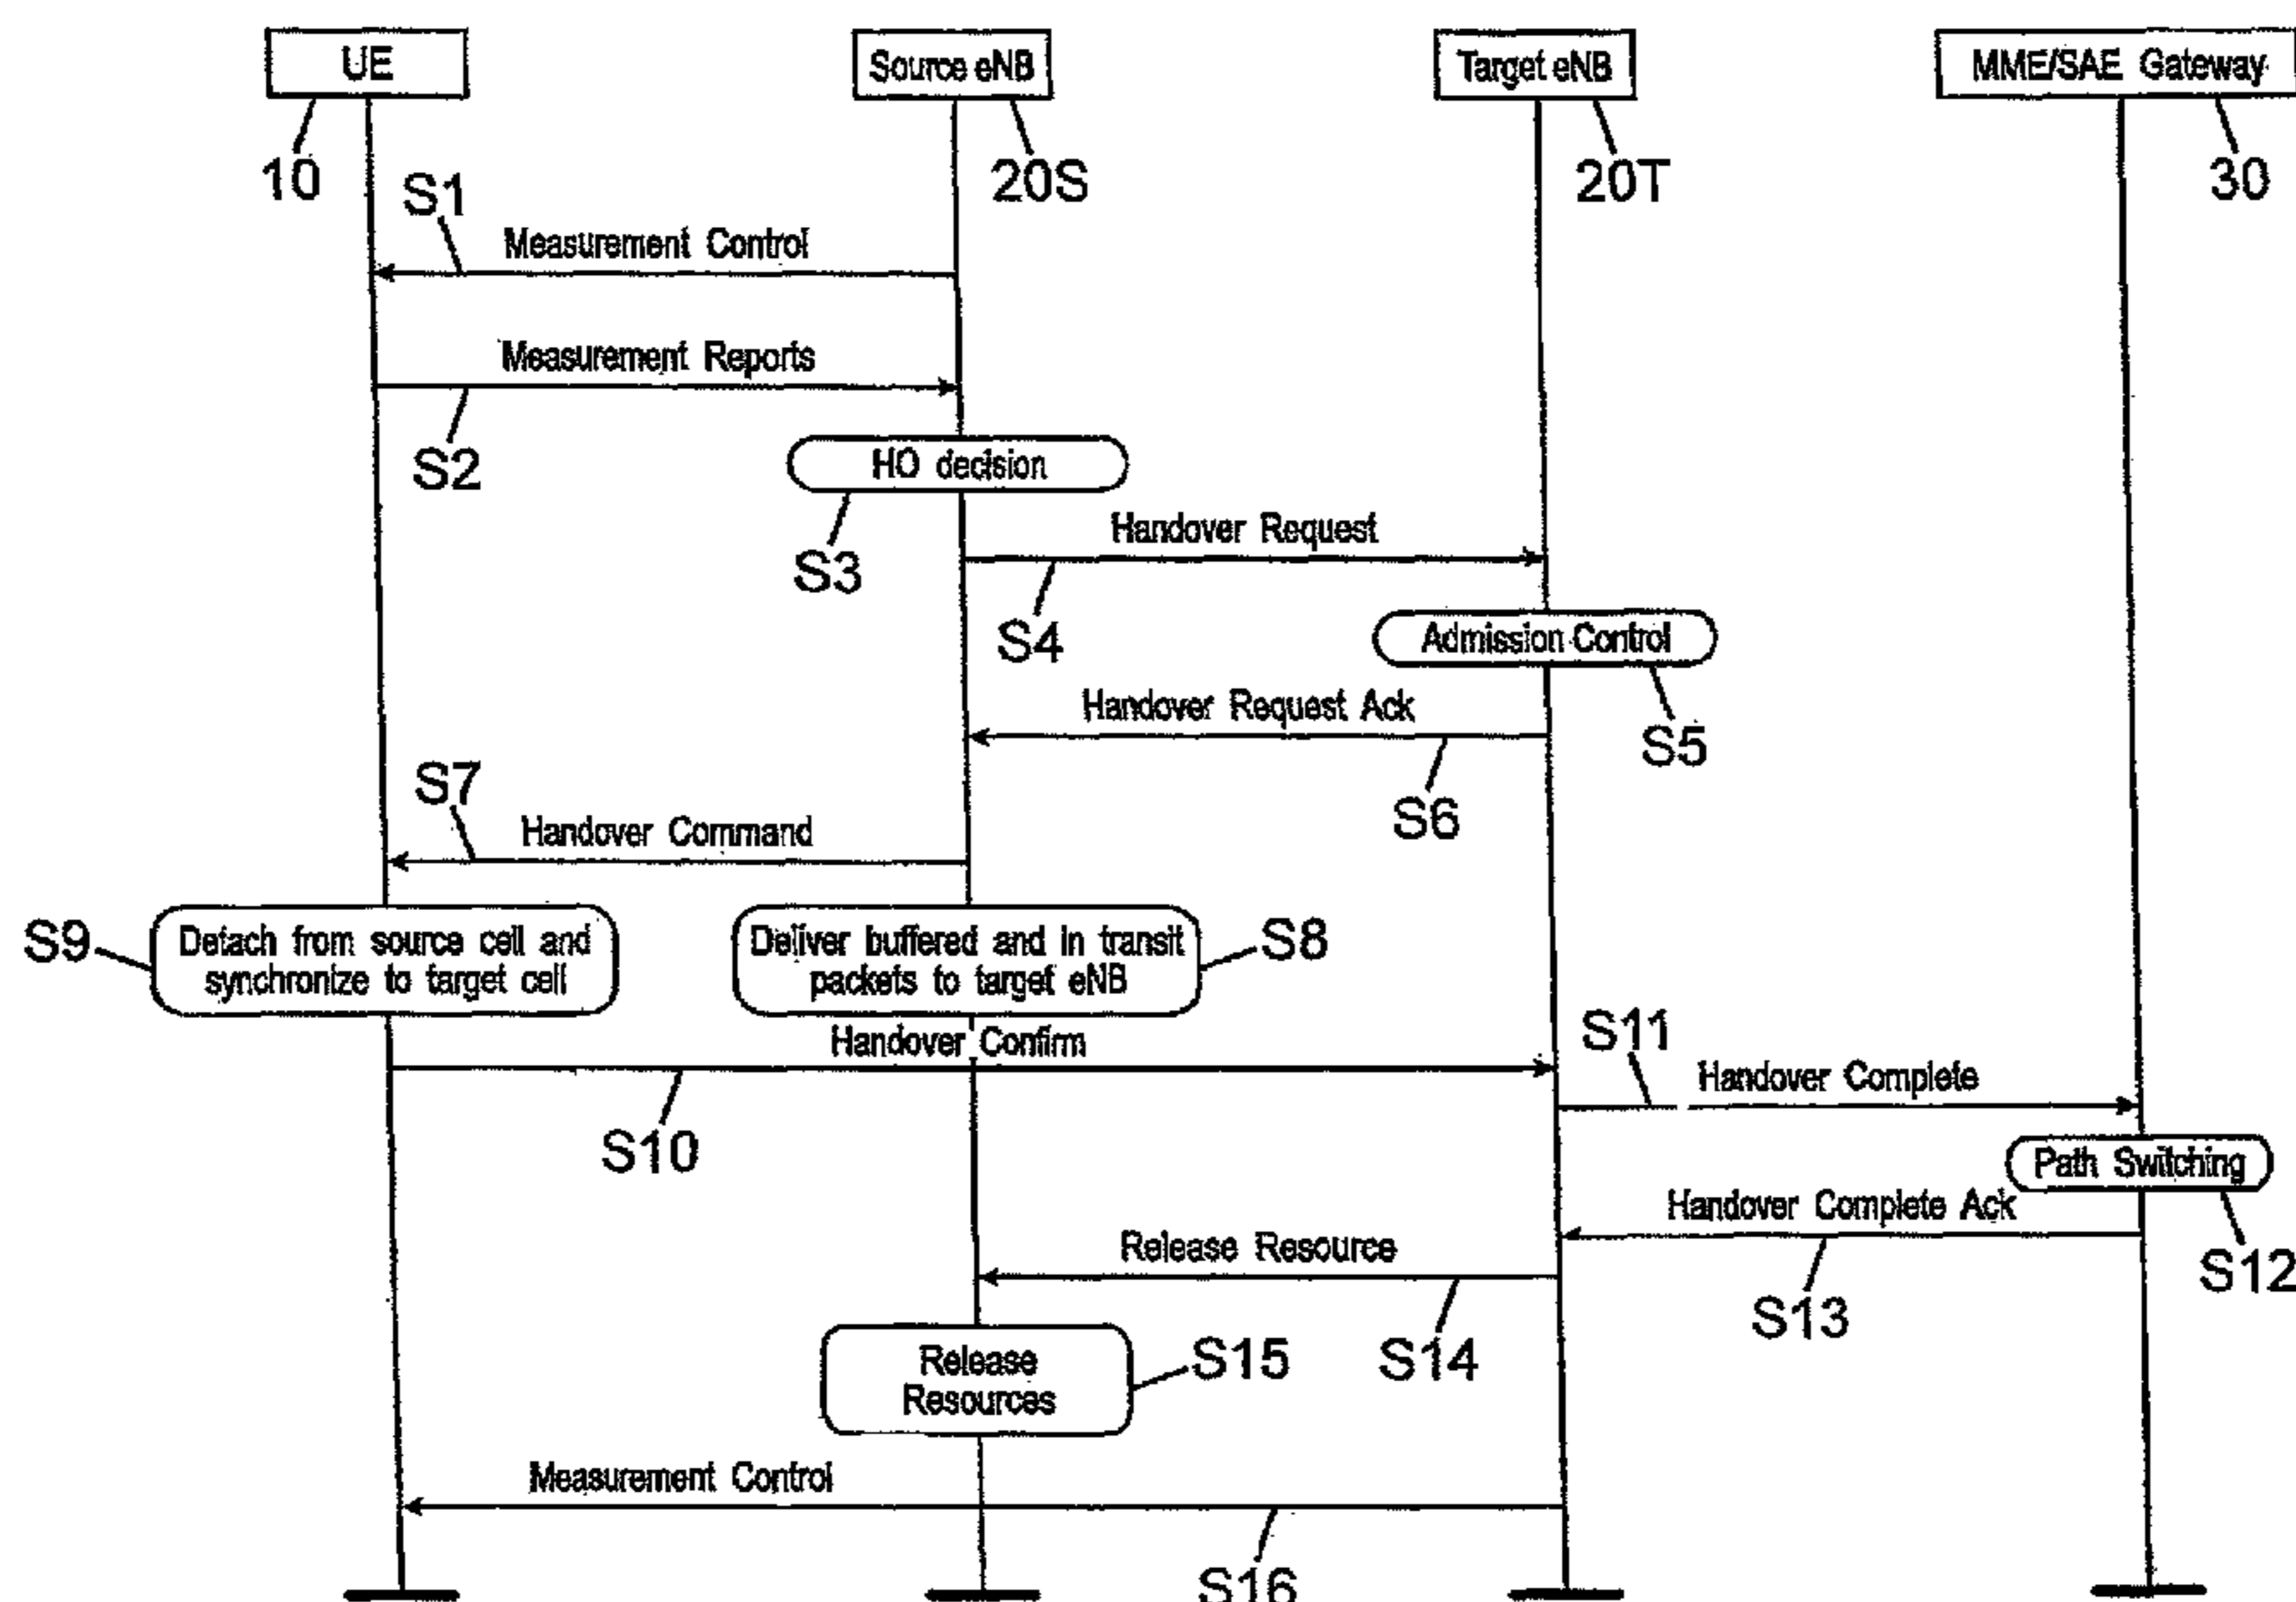 UE
Source eNB
Target eNB
MME/SAE Gateway
10
20S
20T
30
S1
Measurement Control
Measurement Reports
S2
HO decision
S3
Handover Request
S4
Admission Control
S5
Handover Request Ack
S6
S7
Handover Command
S9
Detach from source cell and
synchronize to target cell
Deliver buffered and in transit
packets to target eNB
S8
Handover Confirm
S10
S11
Handover Complete
Path Switching
S12
Handover Complete Ack
S13
Release Resource
S14
Release
Resources
S15
Measurement Control
S16